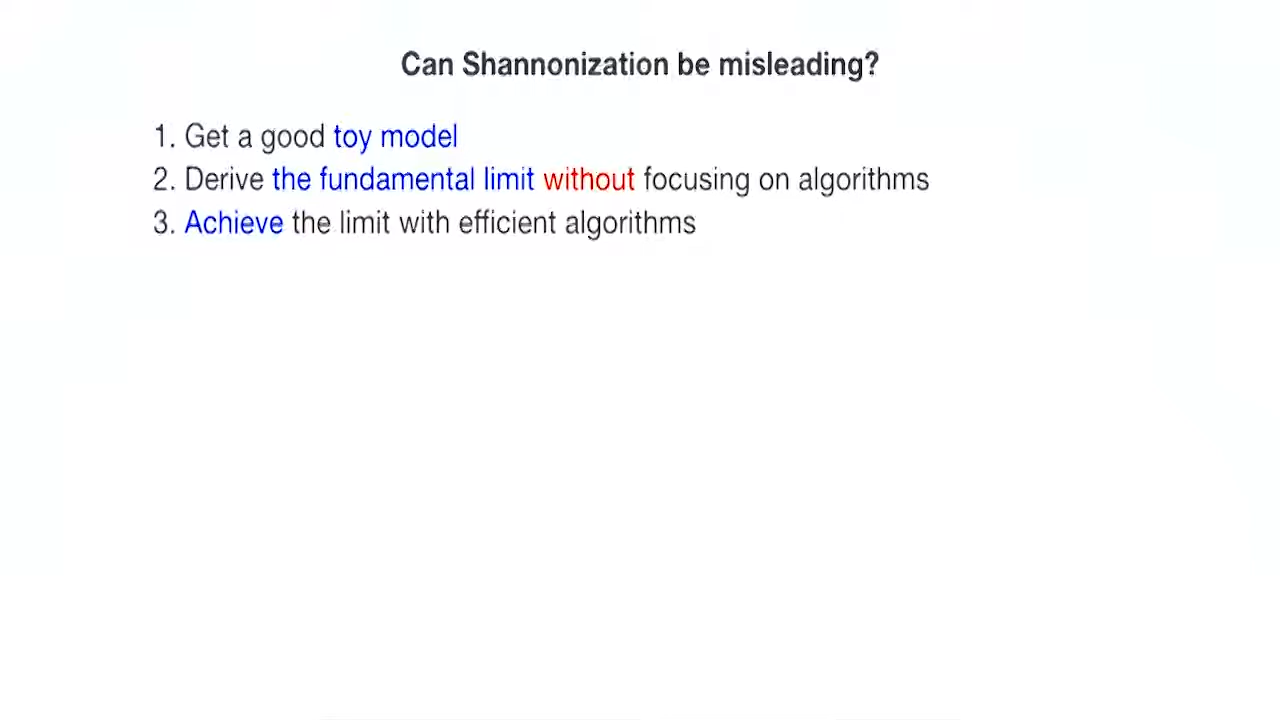 Can Shannonization be misleading?
1. Get a good toy model
2. Derive the fundamental limit without focusing on algorithms
3. Achieve the limit with efficient algorithms